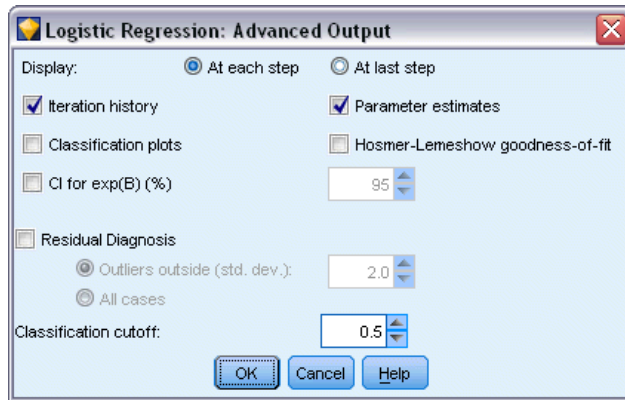 Logistic Regression: Advanced Output
Display: At each step At last step
Iteration history Parameter estimates
Classification plots Hosmer-Lemeshow goodness-of-fit
CI for exp(B) (%) 95
Residual Diagnosis
Outliers outside (std. dev.): 2.0
All cases
Classification cutoff: 0.5
OK Cancel Help